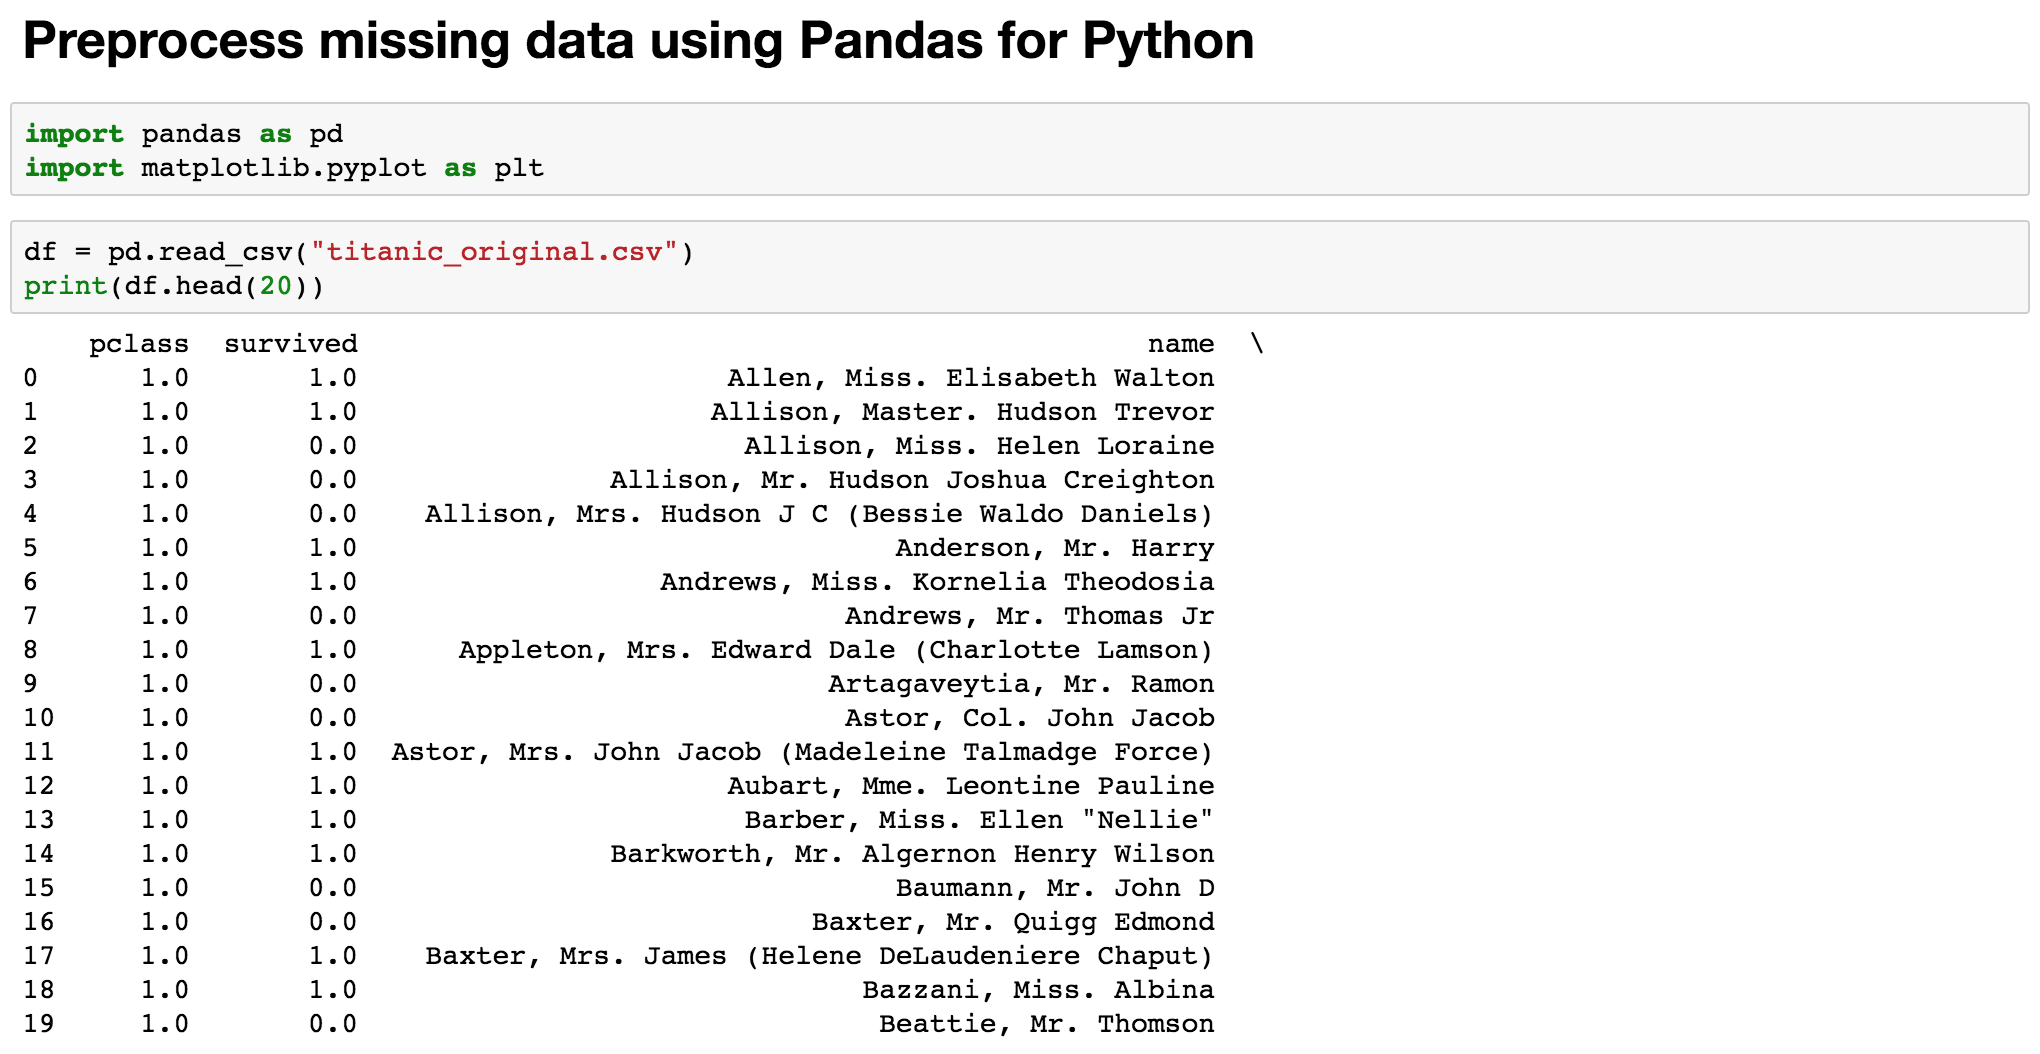 Preprocess missing data using Pandas for Python
import pandas as pd
import matplotlib.pyplot as plt
df = pd.read_csv("titanic_original.csv")
print(df.head(20))
pclass survived name \
0 1.0 1.0 Allen, Miss. Elisabeth Walton
1 1.0 1.0 Allison, Master. Hudson Trevor
2 1.0 0.0 Allison, Miss. Helen Loraine
3 1.0 0.0 Allison, Mr. Hudson Joshua Creighton
4 1.0 0.0 Allison, Mrs. Hudson J C (Bessie Waldo Daniels)
5 1.0 1.0 Anderson, Mr. Harry
6 1.0 1.0 Andrews, Miss. Kornelia Theodosia
7 1.0 0.0 Andrews, Mr. Thomas Jr
8 1.0 1.0 Appleton, Mrs. Edward Dale (Charlotte Lamson)
9 1.0 0.0 Artagaveytia, Mr. Ramon
10 1.0 0.0 Astor, Col. John Jacob
11 1.0 1.0 Astor, Mrs. John Jacob (Madeleine Talmadge Force)
12 1.0 1.0 Aubart, Mme. Leontine Pauline
13 1.0 1.0 Barber, Miss. Ellen "Nellie"
14 1.0 1.0 Barkworth, Mr. Algernon Henry Wilson
15 1.0 0.0 Baumann, Mr. John D
16 1.0 0.0 Baxter, Mr. Quigg Edmond
17 1.0 1.0 Baxter, Mrs. James (Helene DeLaudeniere Chaput)
18 1.0 1.0 Bazzani, Miss. Albina
19 1.0 0.0 Beattie, Mr. Thomson